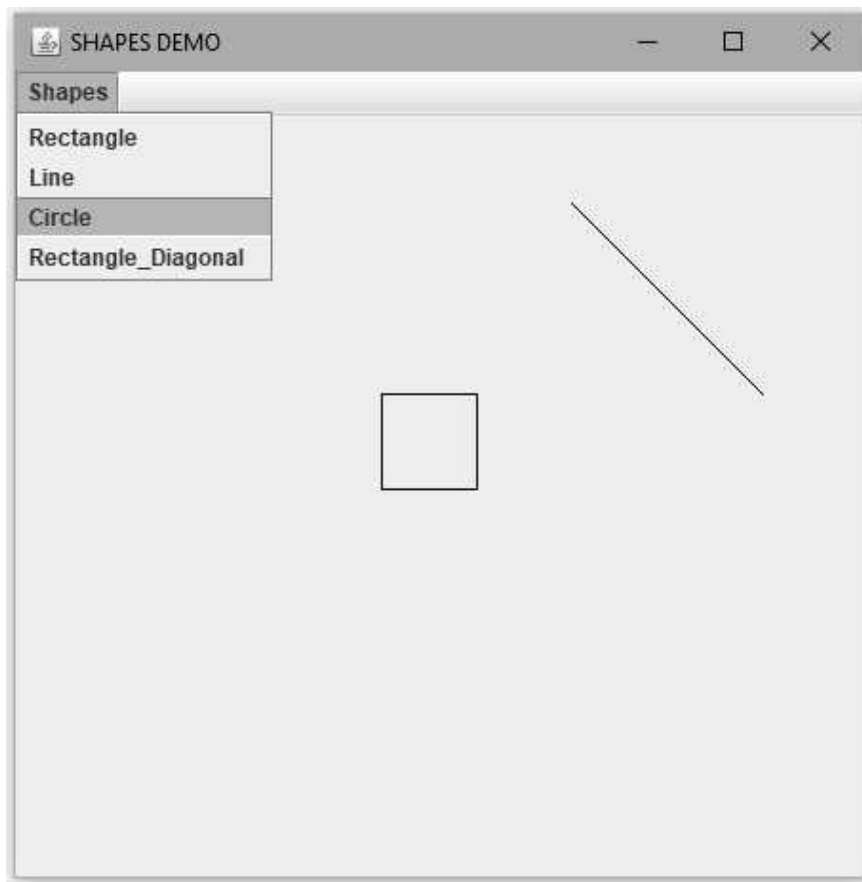 SHAPES DEMO
Shapes
Rectangle
Line
Circle
Rectangle_Diagonal